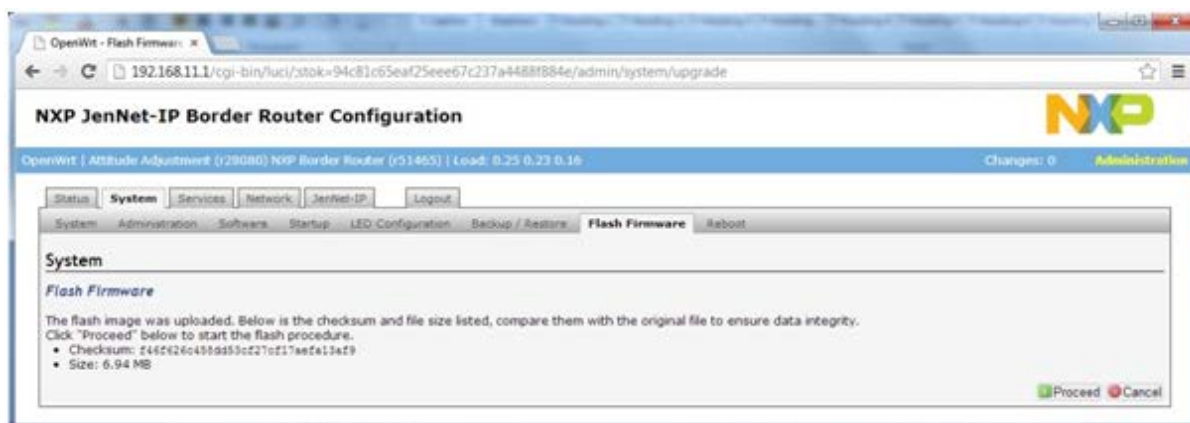 OpenWrt - Flash Firmware
192.168.11.1/cgi-bin/luci/;stok=94c81c65eaf25eee67c237a4488f884e/admin/system/upgrade
NXP JenNet-IP Border Router Configuration
NXP
OpenWrt | Attitude Adjustment (r28080) NXP Border Router (r51465) | Load: 0.25 0.23 0.16 Changes: 0 Administration
Status System Services Network JenNet-IP Logout
System Administration Software Startup LED Configuration Backup / Restore Flash Firmware Reboot
System
Flash Firmware
The flash image was uploaded. Below is the checksum and file size listed, compare them with the original file to ensure data integrity.
Click "Proceed" below to start the flash procedure.
• Checksum: f46f626c458dd53cf27cf17aefa13af9
• Size: 6.94 MB
Proceed Cancel